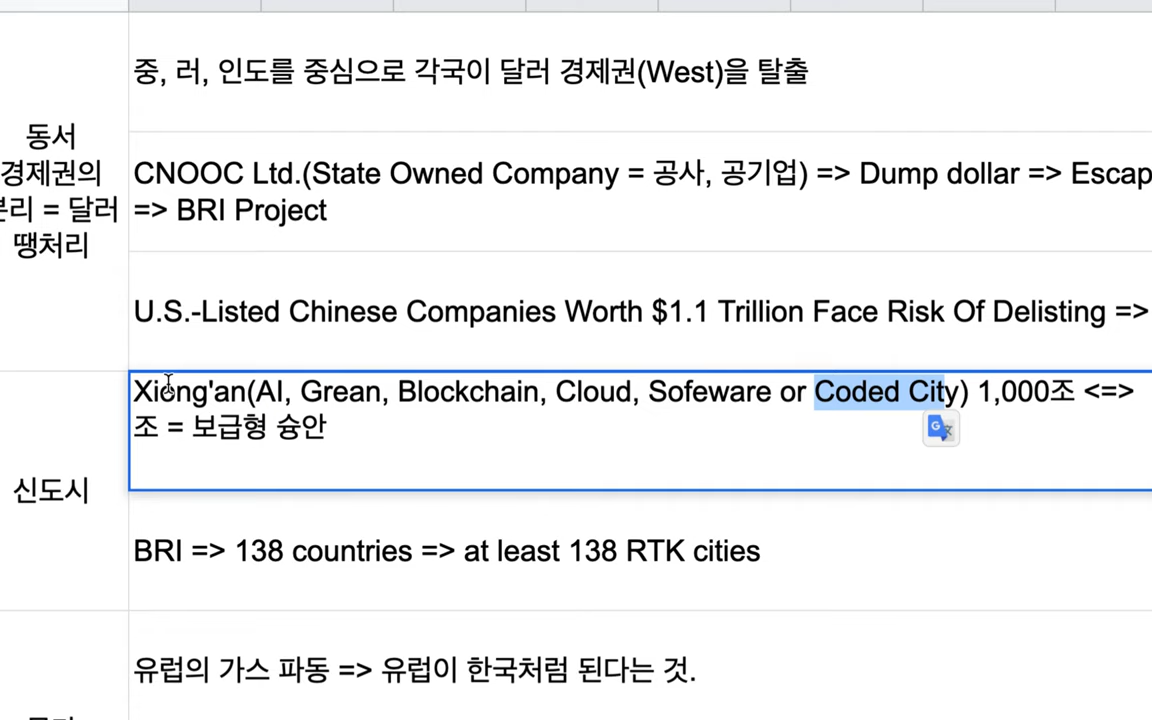 중, 러, 인도를 중심으로 각국이 달러 경제권(West)을 탈출
동서
경제권의
= 달러
땡처리
CNOOC Ltd.(State Owned Company = 공사, 공기업) => Dump dollar => Escap
=> BRI Project
U.S.-Listed Chinese Companies Worth $1.1 Trillion Face Risk Of Delisting =>
Xiong'an(AI, Grean, Blockchain, Cloud, Sofeware or Coded City) 1,000조 <=>
조 = 보급형 슝안
신도시
BRI => 138 countries => at least 138 RTK cities
유럽의 가스 파동 => 유럽이 한국처럼 된다는 것.